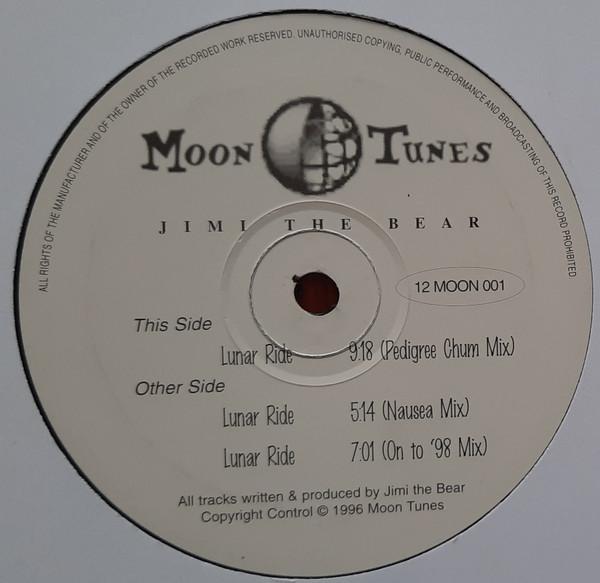 ALL RIGHTS OF THE MANUFACTURER AND OF THE OWNER OF THE RECORDED WORK RESERVED. UNAUTHORISED COPYING, PUBLIC PERFORMANCE AND BROADCASTING OF THIS RECORD PROHIBITED
MOON TUNES
JIMI THE BEAR
12 MOON 001
This Side
Lunar Ride 9:18 (Pedigree Chum Mix)
Other Side
Lunar Ride 5:14 (Nausea Mix)
Lunar Ride 7:01 (On to '98 Mix)
All tracks written & produced by Jimi the Bear
Copyright Control © 1996 Moon Tunes